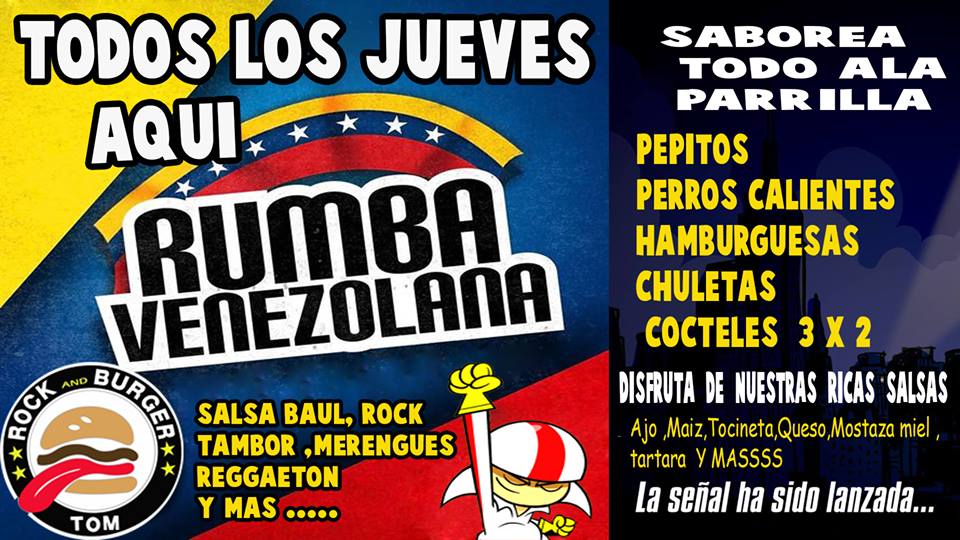 TODOS LOS JUEVES
AQUI
RUMBA
VENEZOLANA
ROCK AND BURGER
TOM
SALSA BAUL, ROCK
TAMBOR ,MERENGUES
REGGAETON
Y MAS .....
SABOREA
TODO ALA
PARRILLA
PEPITOS
PERROS CALIENTES
HAMBURGUESAS
CHULETAS
COCTELES 3 X 2
DISFRUTA DE NUESTRAS RICAS SALSAS
Ajo ,Maiz,Tocineta,Queso,Mostaza miel ,
tartara Y MASSSS
La señal ha sido lanzada...